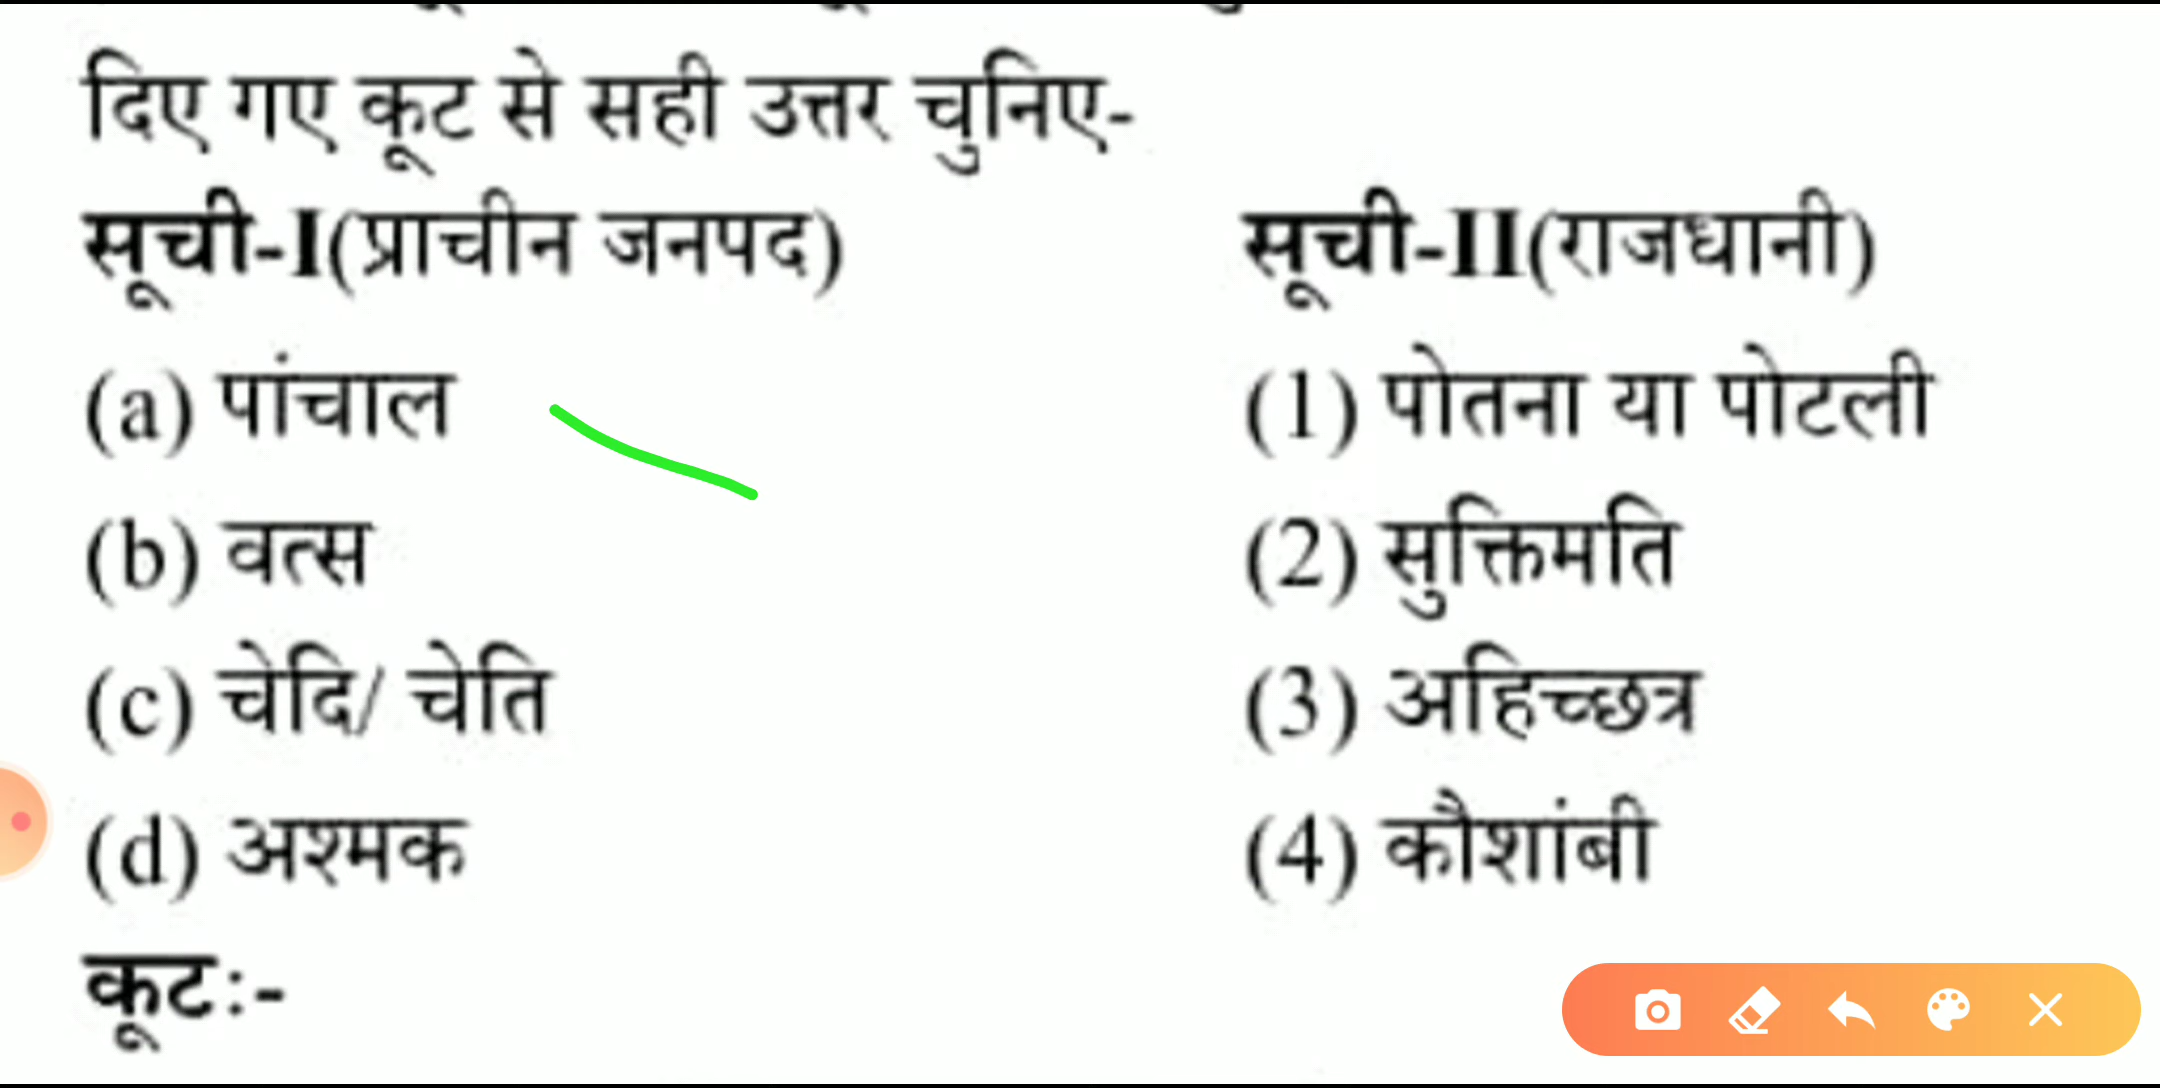 दिए गए कूट से सही उत्तर चुनिए-
सूची-I(प्राचीन जनपद) सूची-II(राजधानी)
(a) पांचाल (1) पोतना या पोटली
(b) वत्स (2) सुक्तिमति
(c) चेदि/ चेति (3) अहिच्छत्र
(d) अश्मक (4) कौशांबी
कूटः-